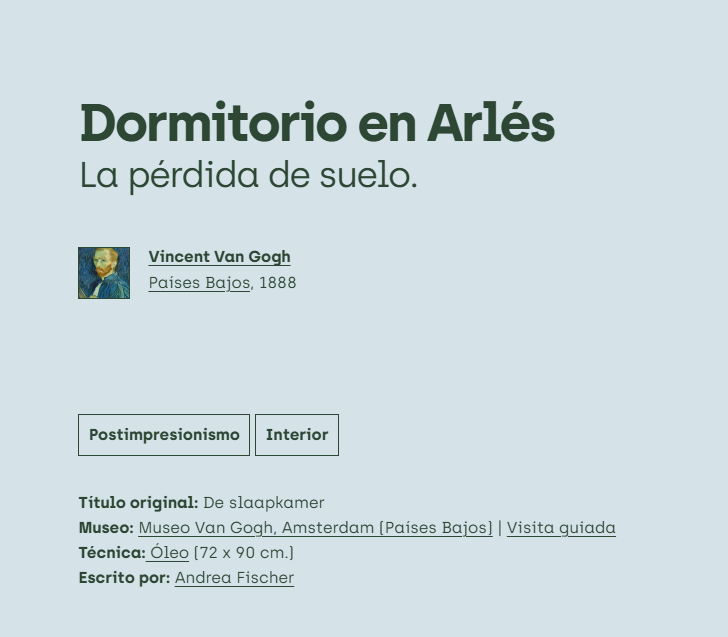 Dormitorio en Arlés
La pérdida de suelo.
Vincent Van Gogh
Países Bajos, 1888
Postimpresionismo
Interior
Título original: De slaapkamer
Museo: Museo Van Gogh, Amsterdam (Países Bajos) | Visita guiada
Técnica: Óleo (72 x 90 cm.)
Escrito por: Andrea Fischer